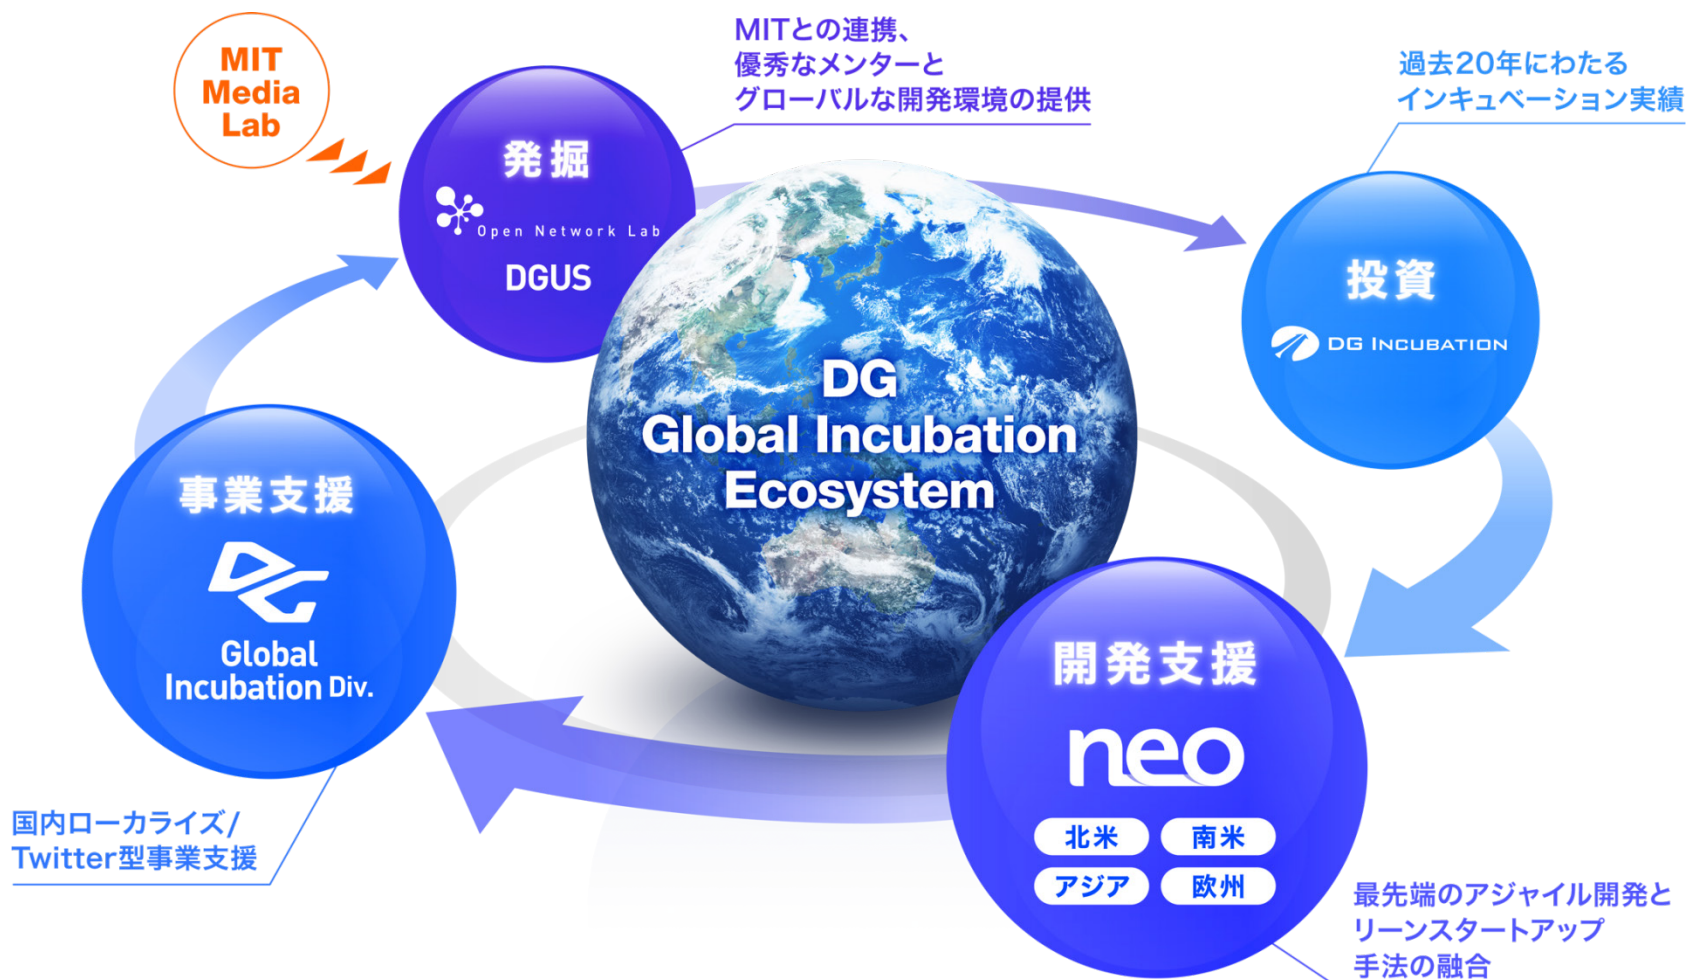 MIT
Media
Lab
MITとの連携、
優秀なメンターと
グローバルな開発環境の提供
過去20年にわたる
インキュベーション実績
発掘
Open Network Lab
DGUS
投資
DG INCUBATION
DG
Global Incubation
Ecosystem
事業支援
DG
Global
Incubation Div.
開発支援
neo
北米 南米
アジア 欧州
国内ローカライズ/
Twitter型事業支援
最先端のアジャイル開発と
リーンスタートアップ
手法の融合